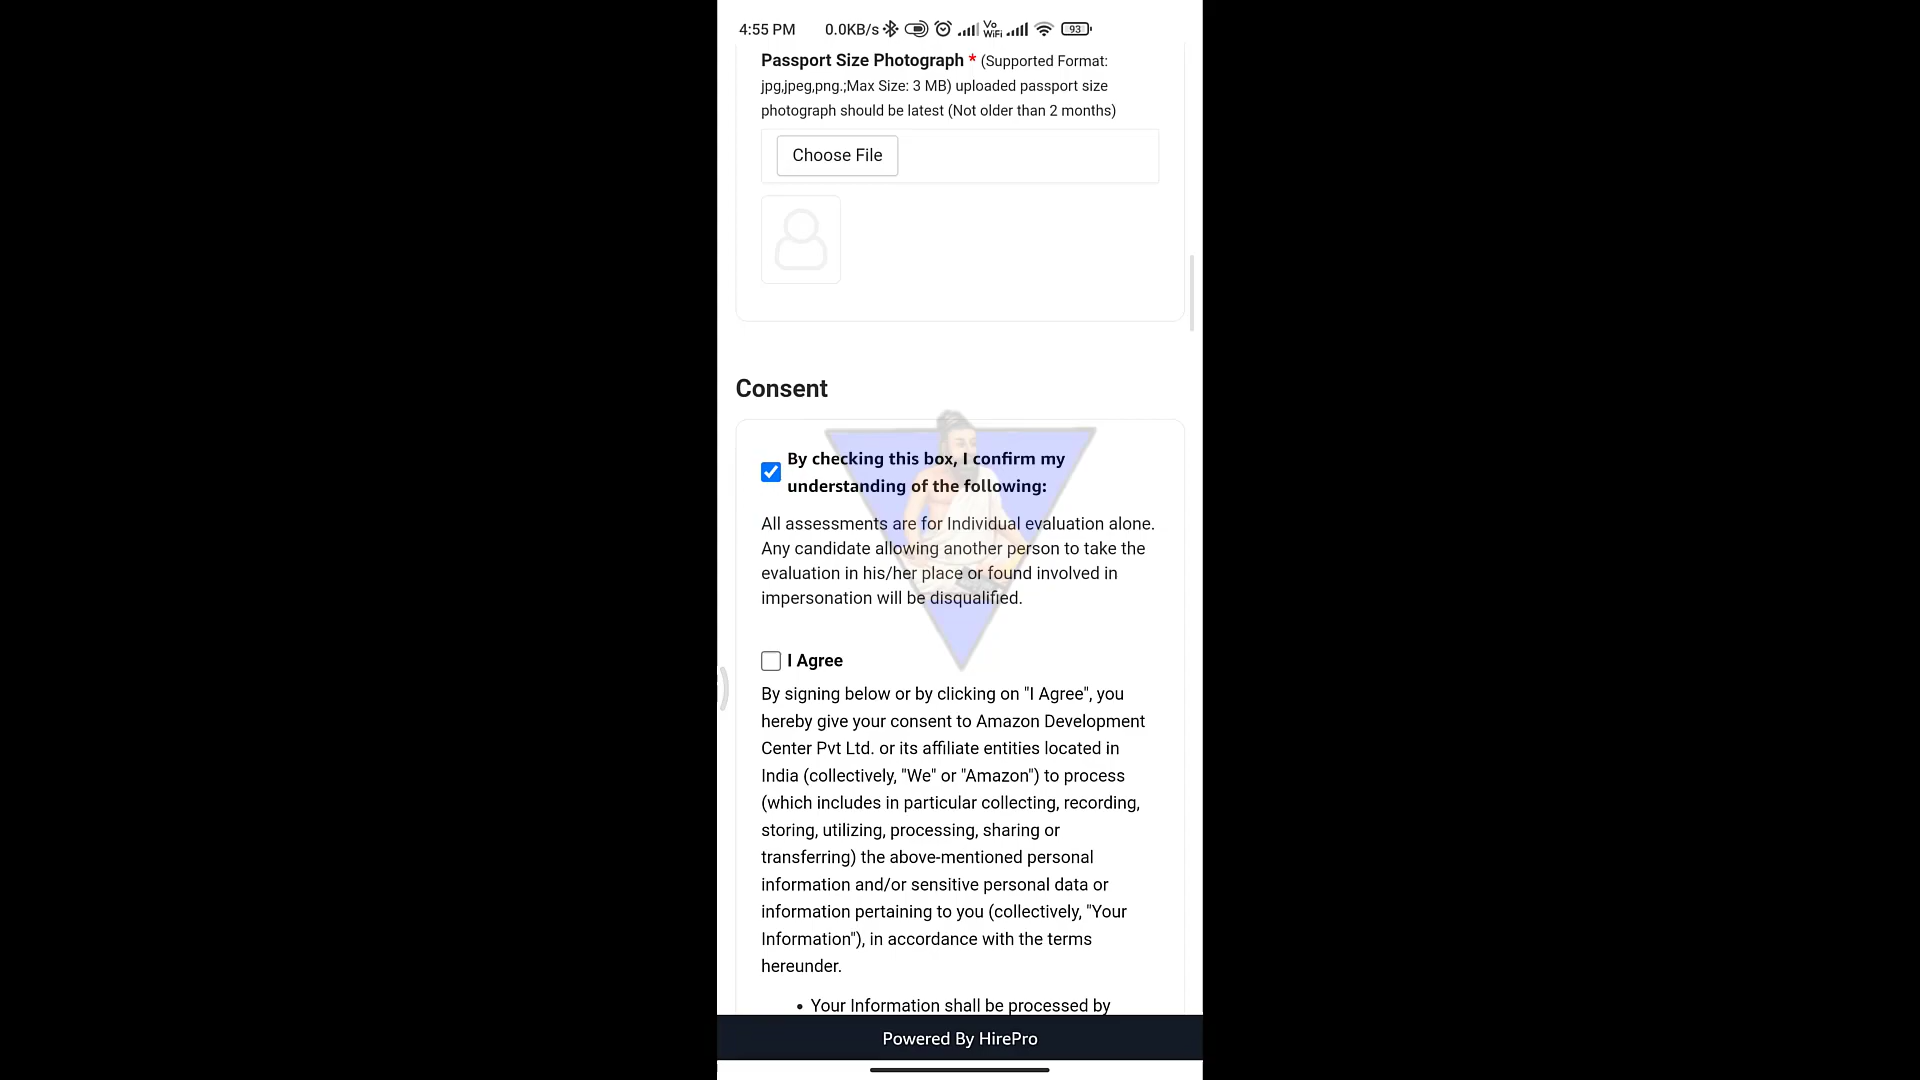 4:55 PM 0.0KB/s Vo WiFi 93
Passport Size Photograph * (Supported Format:
jpg,jpeg,png.;Max Size: 3 MB) uploaded passport size
photograph should be latest (Not older than 2 months)
Choose File
Consent
By checking this box, I confirm my
understanding of the following:
All assessments are for Individual evaluation alone.
Any candidate allowing another person to take the
evaluation in his/her place or found involved in
impersonation will be disqualified.
I Agree
By signing below or by clicking on "I Agree", you
hereby give your consent to Amazon Development
Center Pvt Ltd. or its affiliate entities located in
India (collectively, "We" or "Amazon") to process
(which includes in particular collecting, recording,
storing, utilizing, processing, sharing or
transferring) the above-mentioned personal
information and/or sensitive personal data or
information pertaining to you (collectively, "Your
Information"), in accordance with the terms
hereunder.
• Your Information shall be processed by
Powered By HirePro